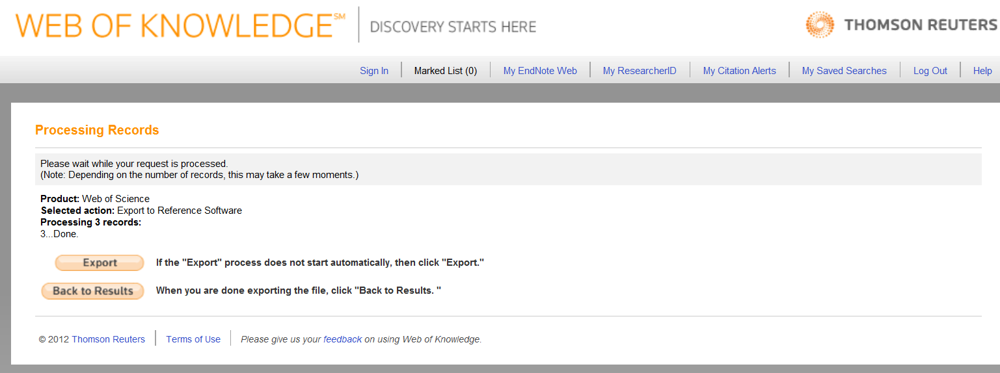 WEB OF KNOWLEDGE℠ DISCOVERY STARTS HERE THOMSON REUTERS
Sign In Marked List (0) My EndNote Web My ResearcherID My Citation Alerts My Saved Searches Log Out Help
Processing Records
Please wait while your request is processed.
(Note: Depending on the number of records, this may take a few moments.)
Product: Web of Science
Selected action: Export to Reference Software
Processing 3 records:
3...Done.
Export If the "Export" process does not start automatically, then click "Export."
Back to Results When you are done exporting the file, click "Back to Results. "
© 2012 Thomson Reuters Terms of Use Please give us your feedback on using Web of Knowledge.